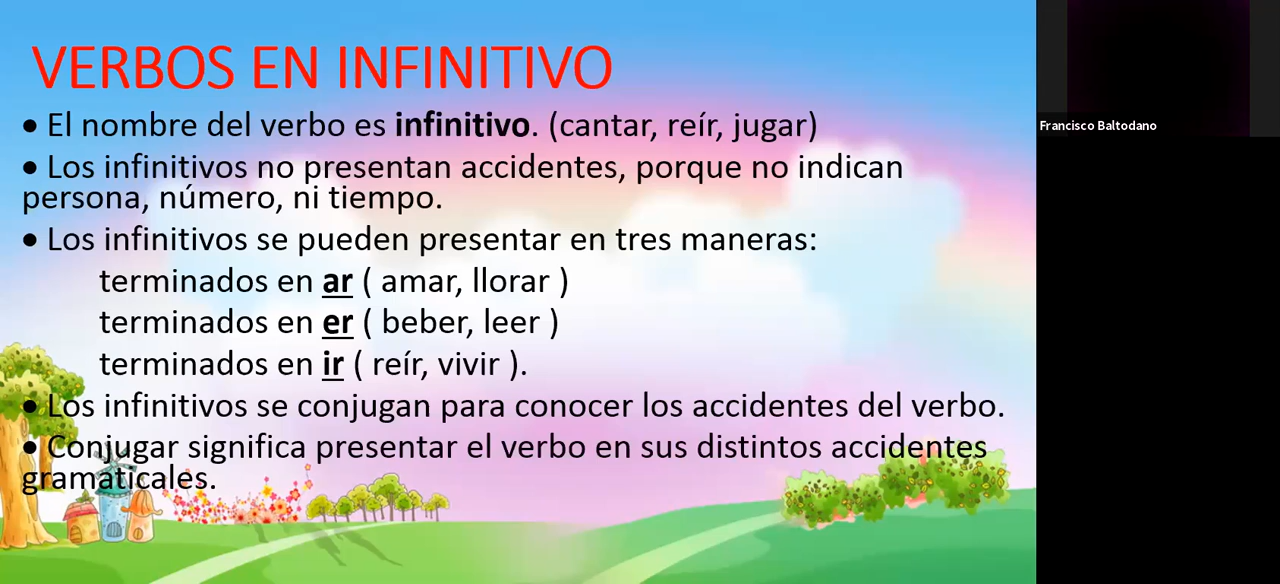 VERBOS EN INFINITIVO
• El nombre del verbo es infinitivo. (cantar, reír, jugar)
• Los infinitivos no presentan accidentes, porque no indican
persona, número, ni tiempo.
• Los infinitivos se pueden presentar en tres maneras:
terminados en ar ( amar, llorar )
terminados en er ( beber, leer )
terminados en ir ( reír, vivir ).
• Los infinitivos se conjugan para conocer los accidentes del verbo.
• Conjugar significa presentar el verbo en sus distintos accidentes
gramaticales.
Francisco Baltodano